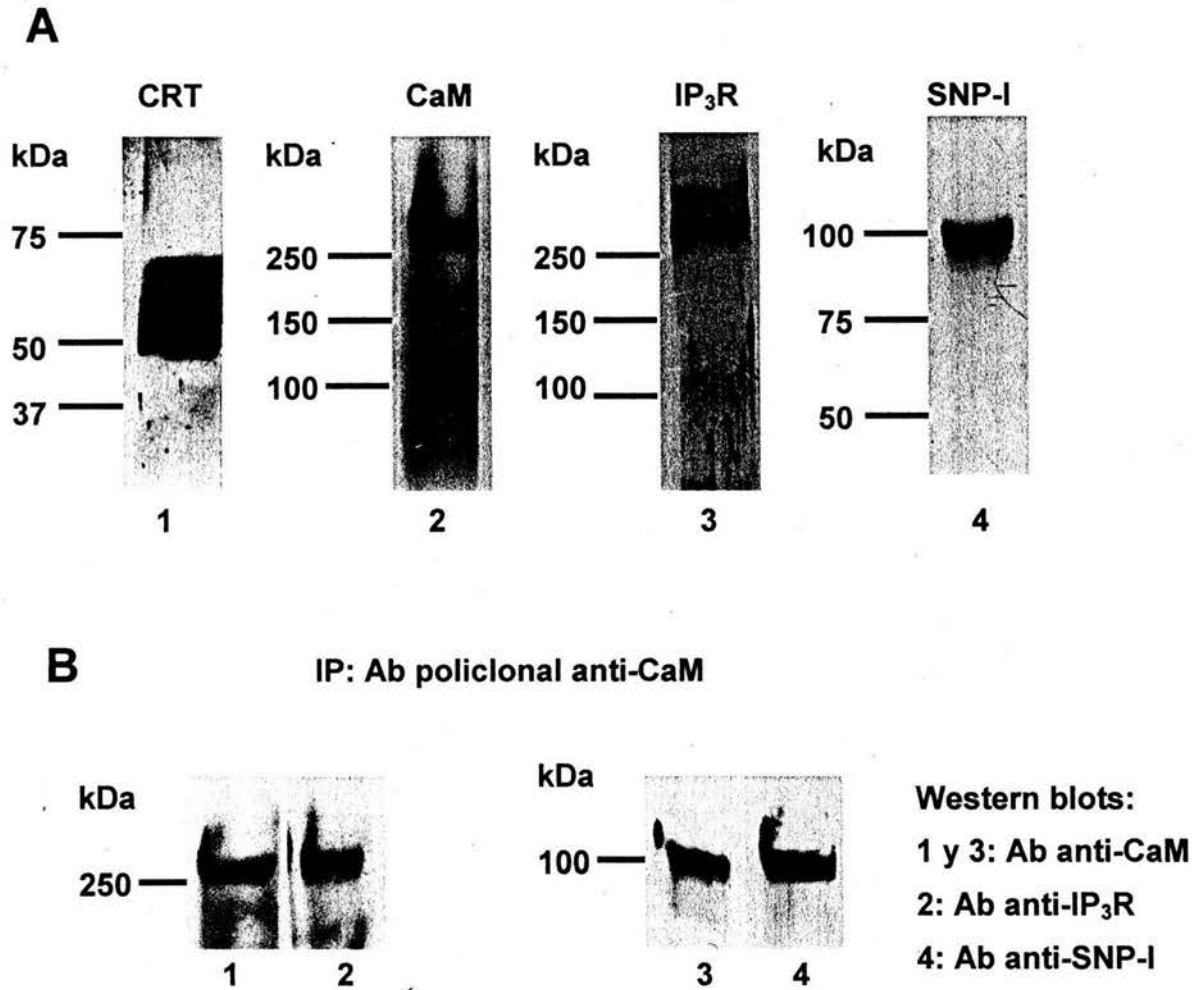 A
CRT
CaM
IP₃R
SNP-I
kDa
75
50
37
1
kDa
250
150
100
2
kDa
250
150
100
3
kDa
100
75
50
4
B
IP: Ab policlonal anti-CaM
kDa
250
1
2
kDa
100
3
4
Western blots:
1 y 3: Ab anti-CaM
2: Ab anti-IP₃R
4: Ab anti-SNP-I